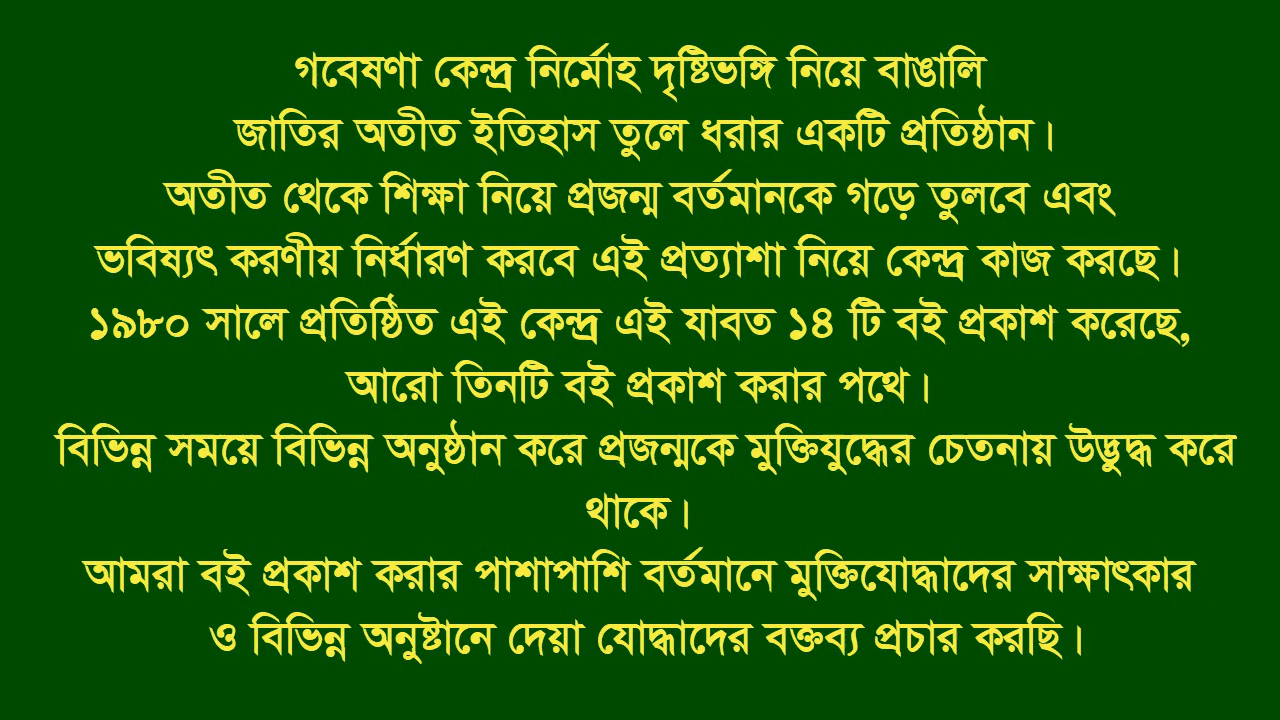 গবেষণা কেন্দ্র নির্মোহ দৃষ্টিভঙ্গি নিয়ে বাঙালি
জাতির অতীত ইতিহাস তুলে ধরার একটি প্রতিষ্ঠান।
অতীত থেকে শিক্ষা নিয়ে প্রজন্ম বর্তমানকে গড়ে তুলবে এবং
ভবিষ্যৎ করণীয় নির্ধারণ করবে এই প্রত্যাশা নিয়ে কেন্দ্র কাজ করছে।
১৯৮০ সালে প্রতিষ্ঠিত এই কেন্দ্র এই যাবত ১৪ টি বই প্রকাশ করেছে,
আরো তিনটি বই প্রকাশ করার পথে।
বিভিন্ন সময়ে বিভিন্ন অনুষ্ঠান করে প্রজন্মকে মুক্তিযুদ্ধের চেতনায় উদ্ভুদ্ধ করে
থাকে।
আমরা বই প্রকাশ করার পাশাপাশি বর্তমানে মুক্তিযোদ্ধাদের সাক্ষাৎকার
ও বিভিন্ন অনুষ্টানে দেয়া যোদ্ধাদের বক্তব্য প্রচার করছি।